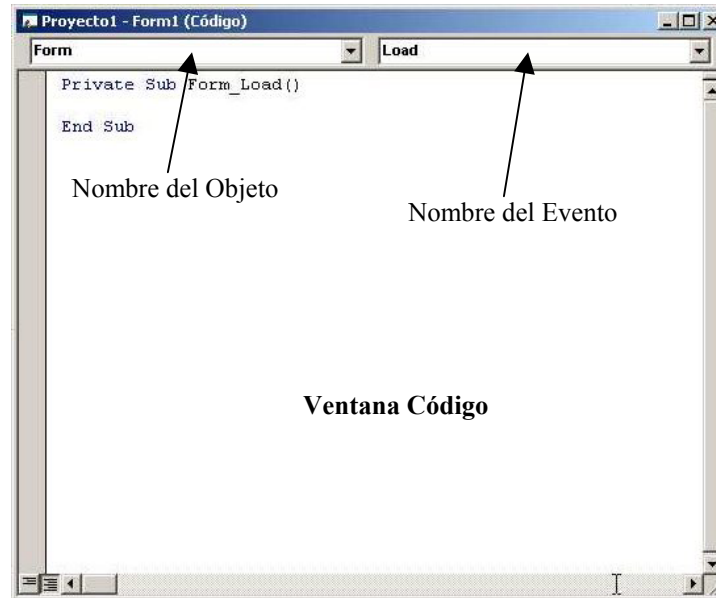 Proyecto1 - Form1 (Código)
Form
Load
Private Sub Form_Load()
End Sub
Nombre del Objeto
Nombre del Evento
Ventana Código